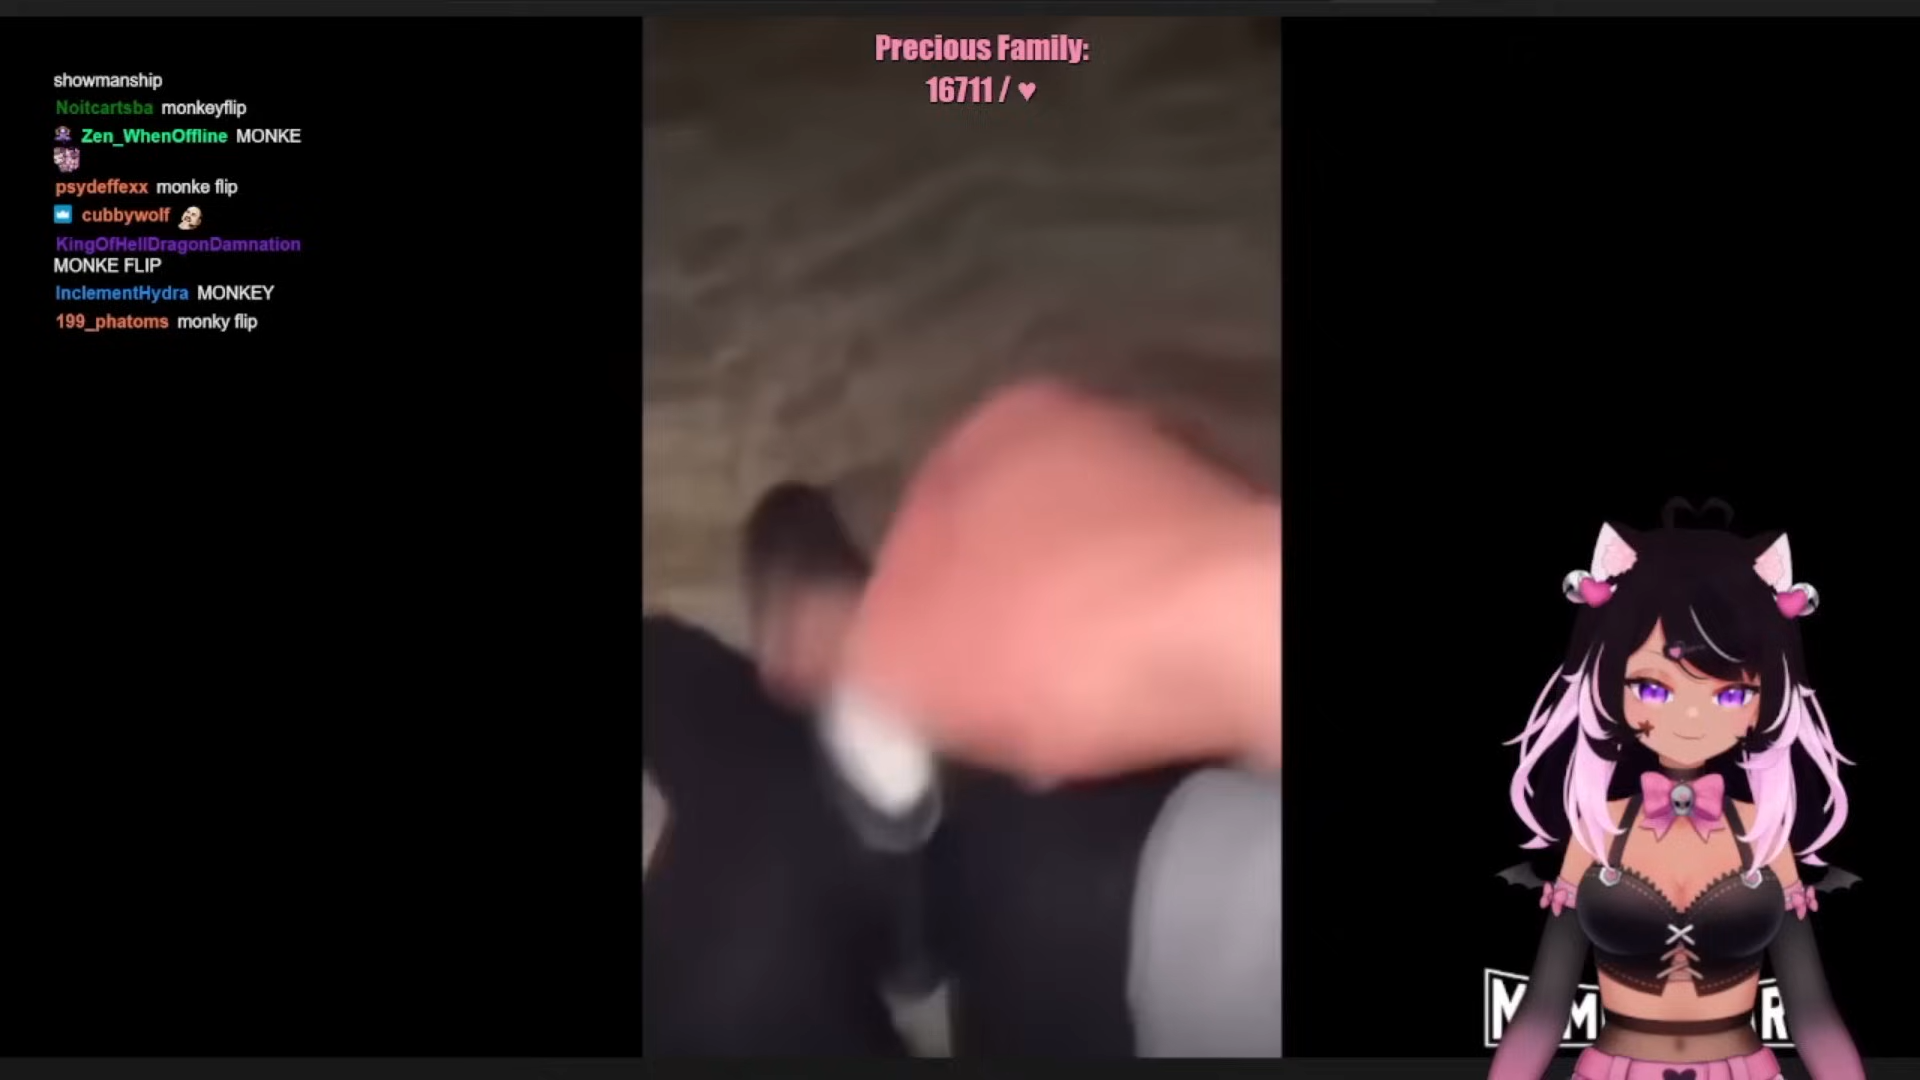 Precious Family:
16711 / ♥
showmanship
Noitcartsba monkeyflip
Zen_WhenOffline MONKE
psydeffexx monke flip
cubbywolf
KingOfHellDragonDamnation
MONKE FLIP
InclementHydra MONKEY
199_phatoms monky flip